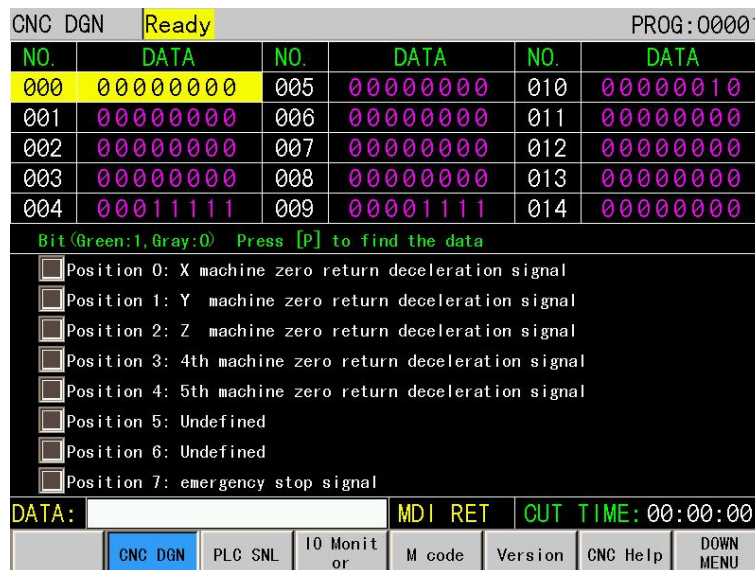 CNC DGN Ready PROG:O0001
NO. DATA NO. DATA NO. DATA
000 00000000 005 00000000 010 00000010
001 00000000 006 00000000 011 00000000
002 00000000 007 00000000 012 00000000
003 00000000 008 00000000 013 00000000
004 00011111 009 00001111 014 00000000
Bit(Green:1,Gray:0) Press [P] to find the data
Position 0: X machine zero return deceleration signal
Position 1: Y machine zero return deceleration signal
Position 2: Z machine zero return deceleration signal
Position 3: 4th machine zero return deceleration signal
Position 4: 5th machine zero return deceleration signal
Position 5: Undefined
Position 6: Undefined
Position 7: emergency stop signal
DATA: MDI RET CUT TIME:00:00:00
CNC DGN PLC SNL IO Monit M code Version CNC Help DOWN
or MENU